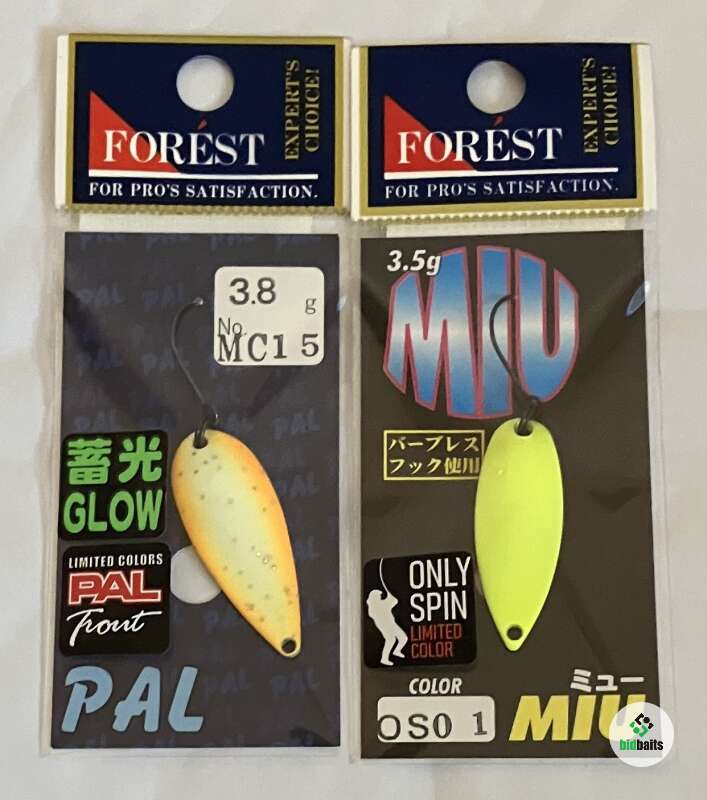 FORÉST
EXPERT'S
CHOICE!
FOR PRO'S SATISFACTION.
3.8 g
No.
MC15
蓄光
GLOW
LIMITED COLORS
PAL
Trout
PAL
FORÉST
EXPERT'S
CHOICE!
FOR PRO'S SATISFACTION.
3.5g
MIU
バーブレス
フック使用
ONLY
SPIN
LIMITED
COLOR
COLOR
OS01
ミュー
MIU
bidbaits